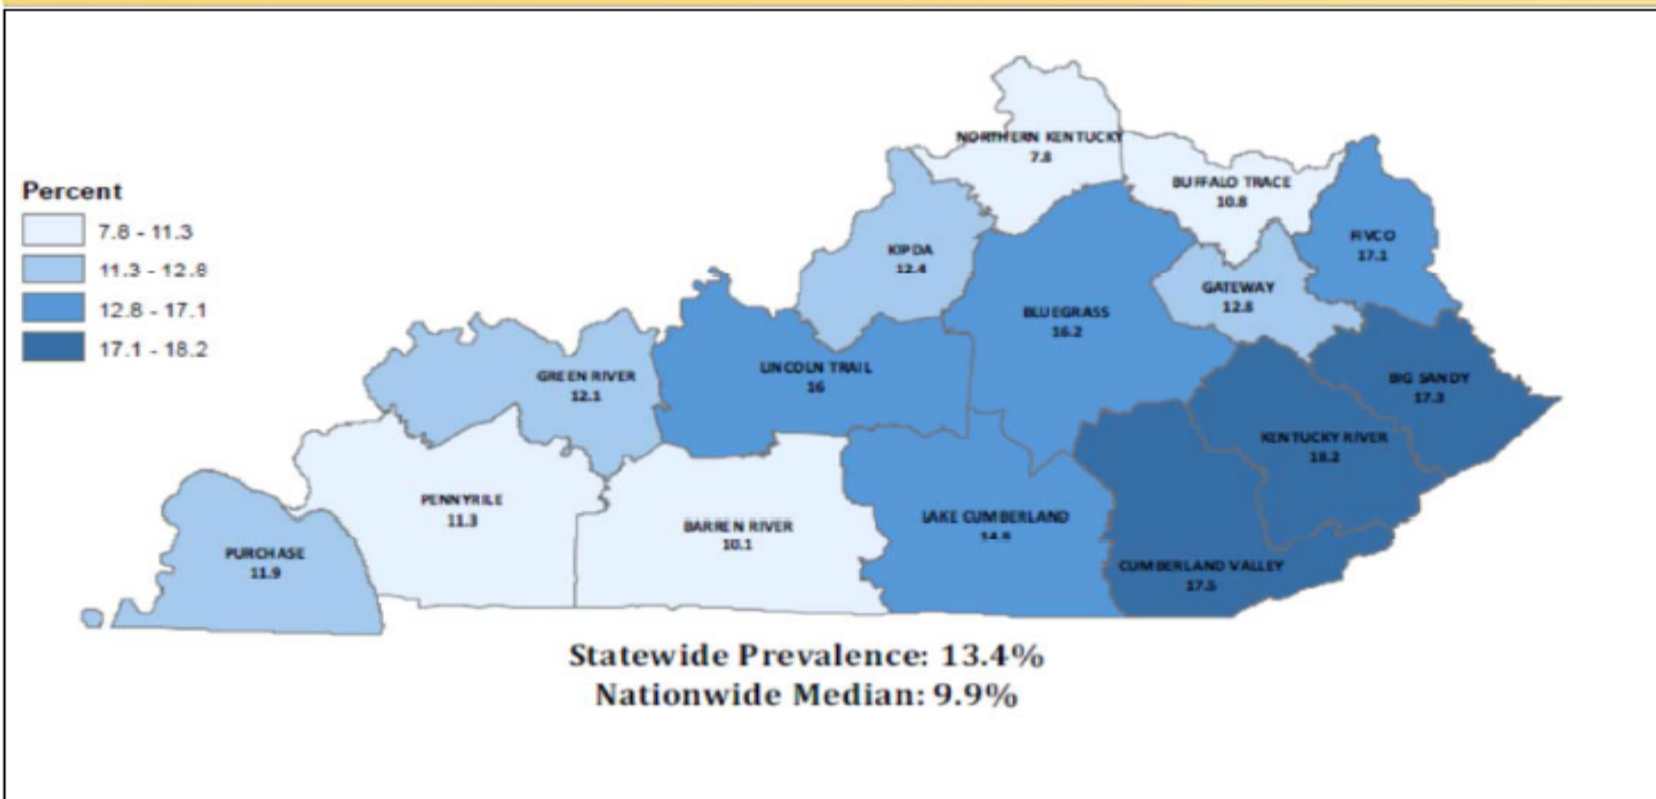 Percent
7.8 - 11.3
11.3 - 12.8
12.8 - 17.1
17.1 - 18.2
NORTHERN KENTUCKY
7.8
BUFFALO TRACE
10.8
FIVCO
17.1
KIPDA
12.4
GATEWAY
12.8
BLUEGRASS
16.2
LINCOLN TRAIL
16
GREEN RIVER
12.1
BIG SANDY
17.3
KENTUCKY RIVER
18.2
PENNYRILE
11.3
BARREN RIVER
10.1
LAKE CUMBERLAND
PURCHASE
11.9
CUMBERLAND VALLEY
17.5
Statewide Prevalence: 13.4%
Nationwide Median: 9.9%